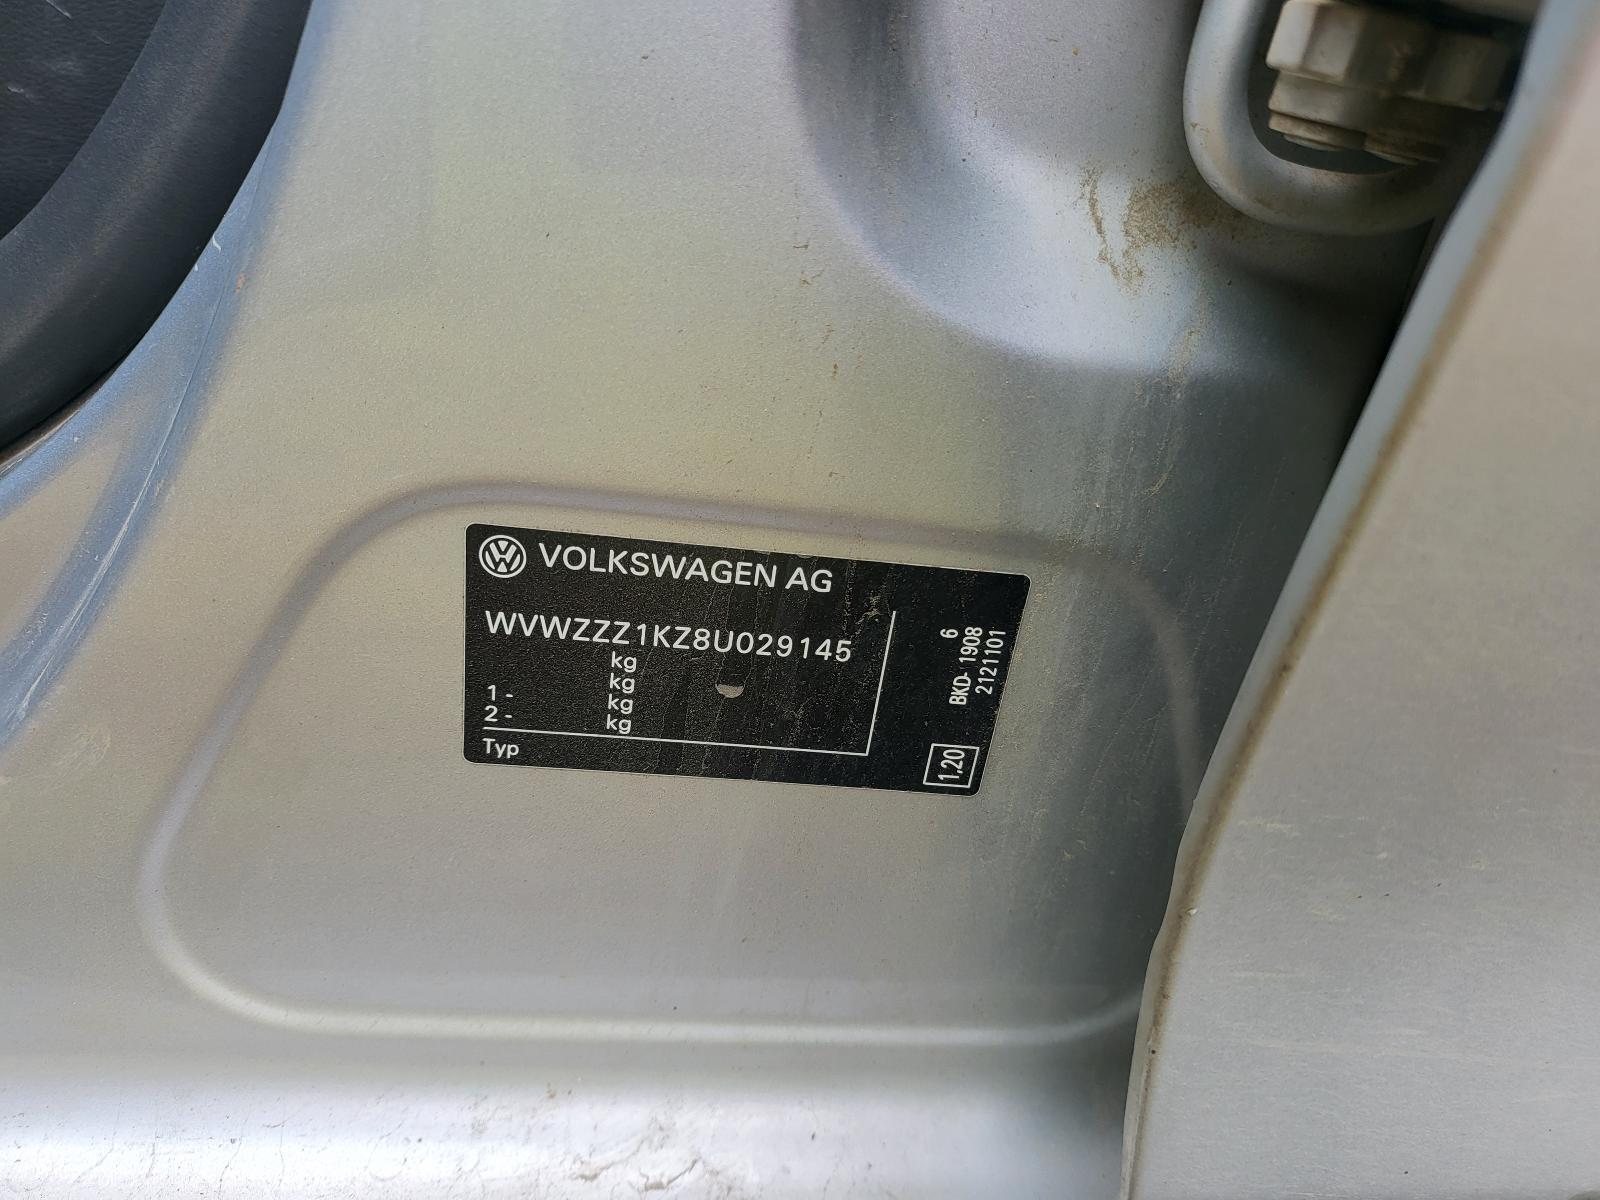 VOLKSWAGEN AG
WVWZZZ1KZ8U029145
kg
kg
1 - kg
2 - kg
Typ
6
BKD- 1908
2121101
1.20